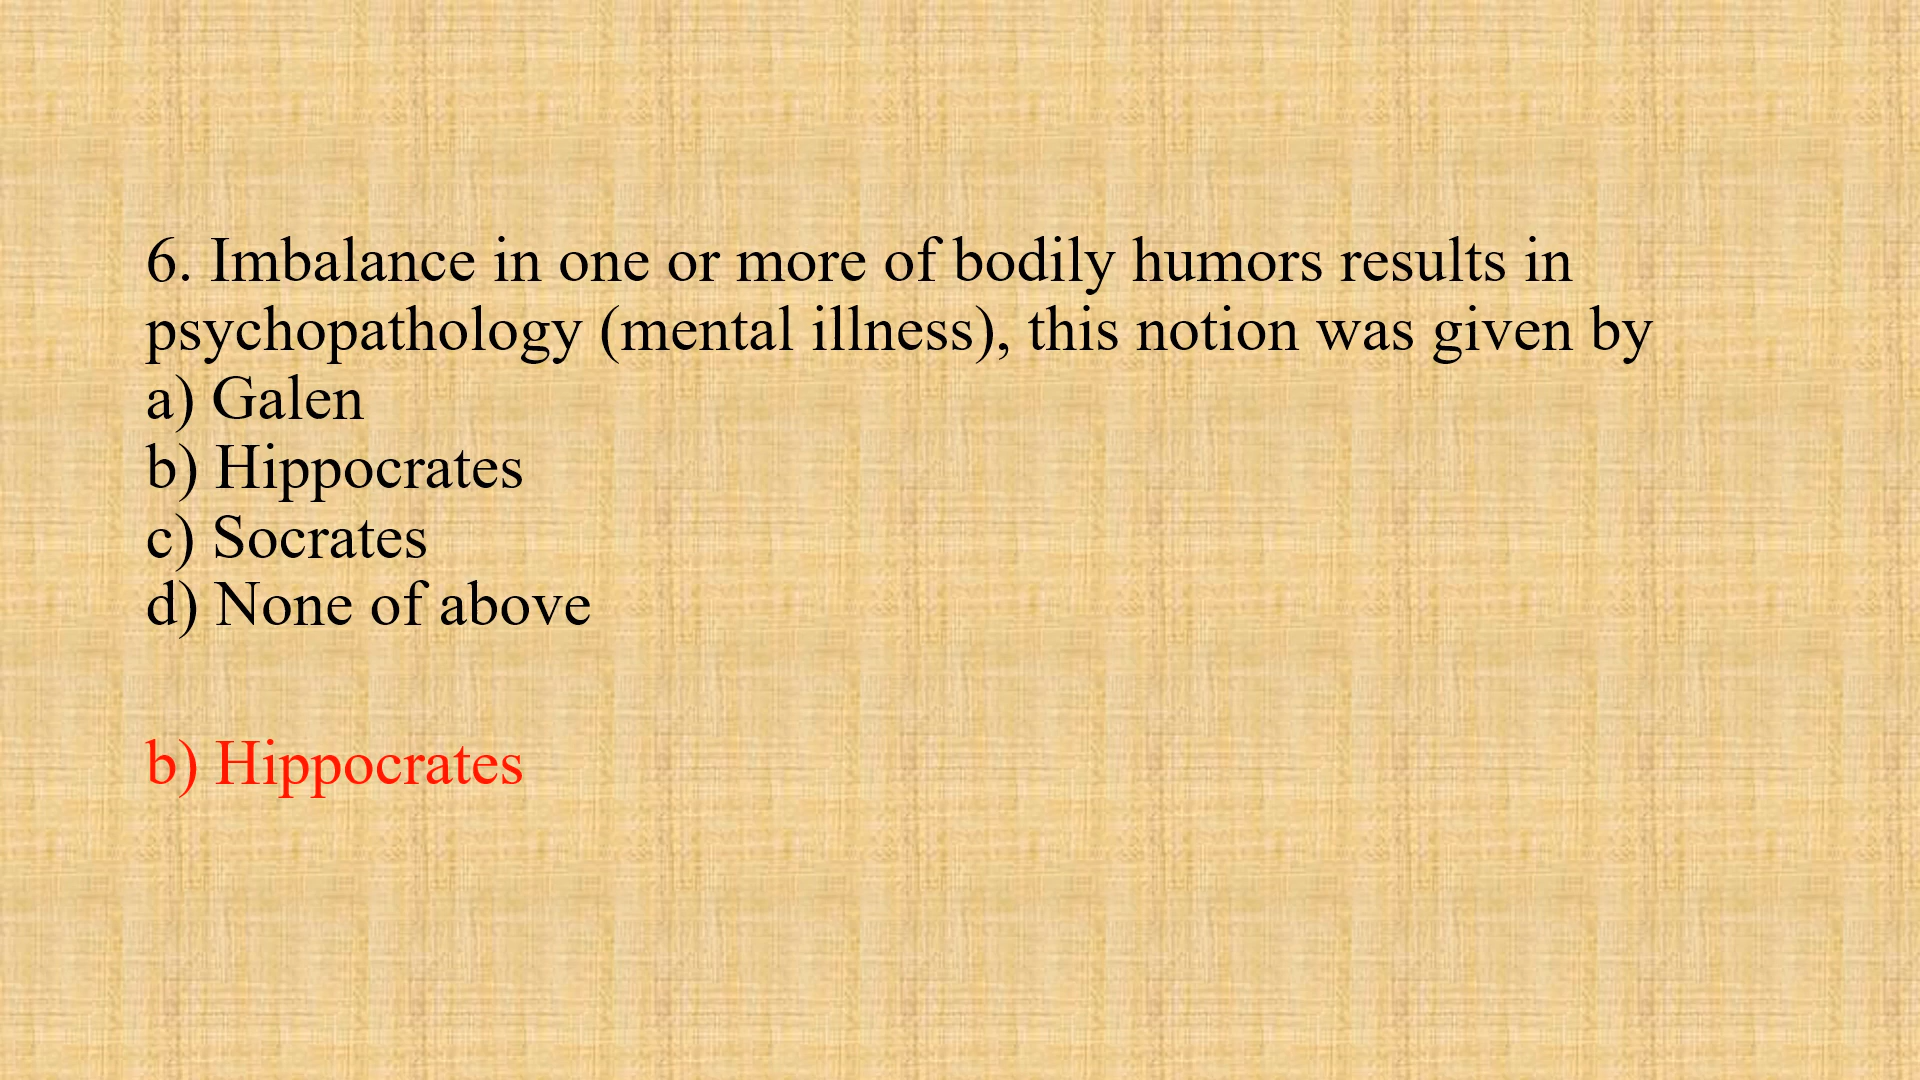 6. Imbalance in one or more of bodily humors results in
psychopathology (mental illness), this notion was given by
a) Galen
b) Hippocrates
c) Socrates
d) None of above
b) Hippocrates